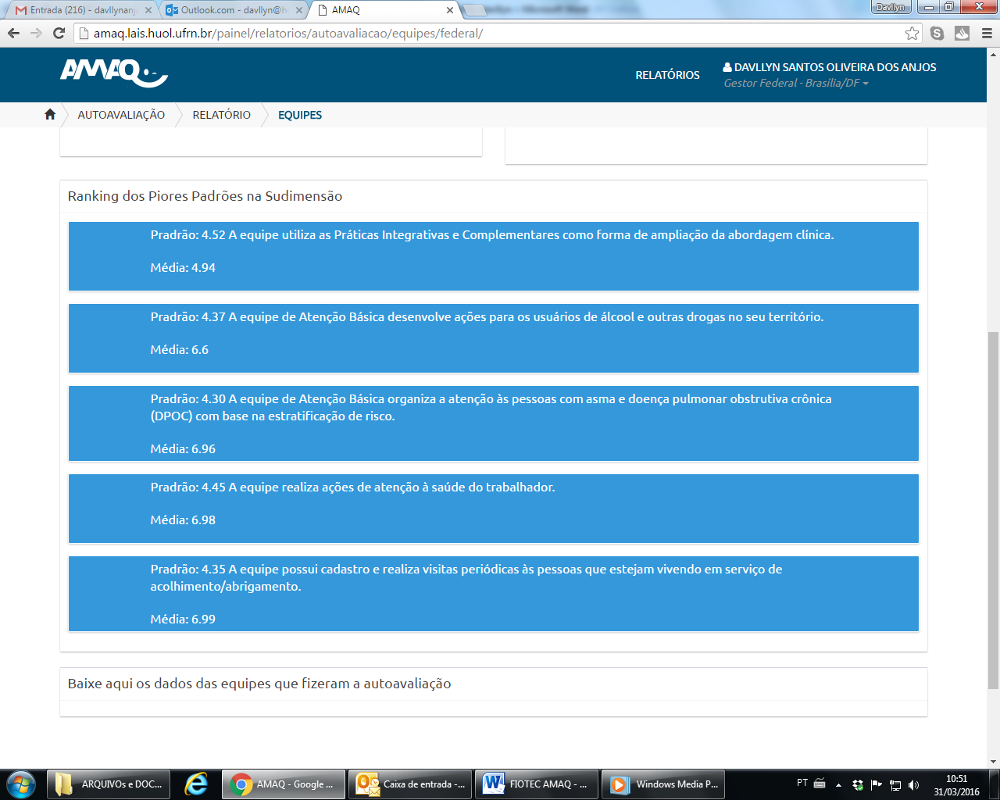 Entrada (216) - davllynanj
Outlook.com - davllyn@h
AMAQ
Davllyn
amaq.lais.huol.ufrn.br/painel/relatorios/autoavaliacao/equipes/federal/
AMAQ
RELATÓRIOS
DAVLLYN SANTOS OLIVEIRA DOS ANJOS
Gestor Federal - Brasília/DF
AUTOAVALIAÇÃO
RELATÓRIO
EQUIPES
Ranking dos Piores Padrões na Sudimensão
Pradrão: 4.52 A equipe utiliza as Práticas Integrativas e Complementares como forma de ampliação da abordagem clínica.
Média: 4.94
Pradrão: 4.37 A equipe de Atenção Básica desenvolve ações para os usuários de álcool e outras drogas no seu território.
Média: 6.6
Pradrão: 4.30 A equipe de Atenção Básica organiza a atenção às pessoas com asma e doença pulmonar obstrutiva crônica
(DPOC) com base na estratificação de risco.
Média: 6.96
Pradrão: 4.45 A equipe realiza ações de atenção à saúde do trabalhador.
Média: 6.98
Pradrão: 4.35 A equipe possui cadastro e realiza visitas periódicas às pessoas que estejam vivendo em serviço de
acolhimento/abrigamento.
Média: 6.99
Baixe aqui os dados das equipes que fizeram a autoavaliação
ARQUIVOs e DOC...
AMAQ - Google ...
Caixa de entrada -...
FIOTEC AMAQ - ...
Windows Media P...
PT
10:51
31/03/2016